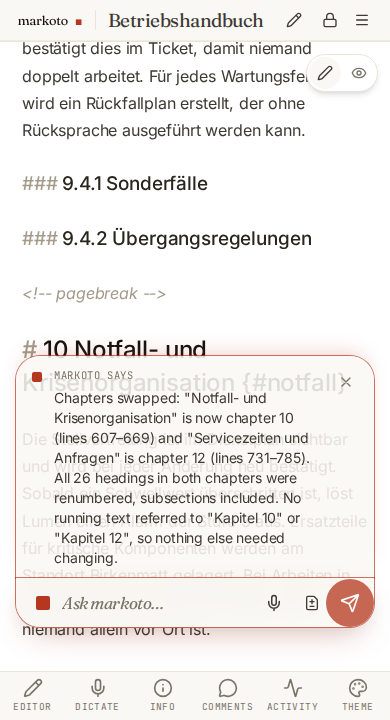 markoto
Betriebshandbuch
bestätigt dies im Ticket, damit niemand
doppelt arbeitet. Für jedes Wartungsfe
wird ein Rückfallplan erstellt, der ohne
Rücksprache ausgeführt werden kann.
### 9.4.1 Sonderfälle
### 9.4.2 Übergangsregelungen
<!-- pagebreak -->
# 10 Notfall- und
Krisenorganisation {#notfall}
MARKOTO SAYS
Chapters swapped: "Notfall- und
Krisenorganisation" is now chapter 10
(lines 607–669) and "Servicezeiten und
Anfragen" is chapter 12 (lines 731–785).
All 26 headings in both chapters were
renumbered, subsections included. No
running text referred to "Kapitel 10" or
"Kapitel 12", so nothing else needed
changing.
Ask markoto...
niemand allein vor Ort ist.
EDITOR
DICTATE
INFO
COMMENTS
ACTIVITY
THEME